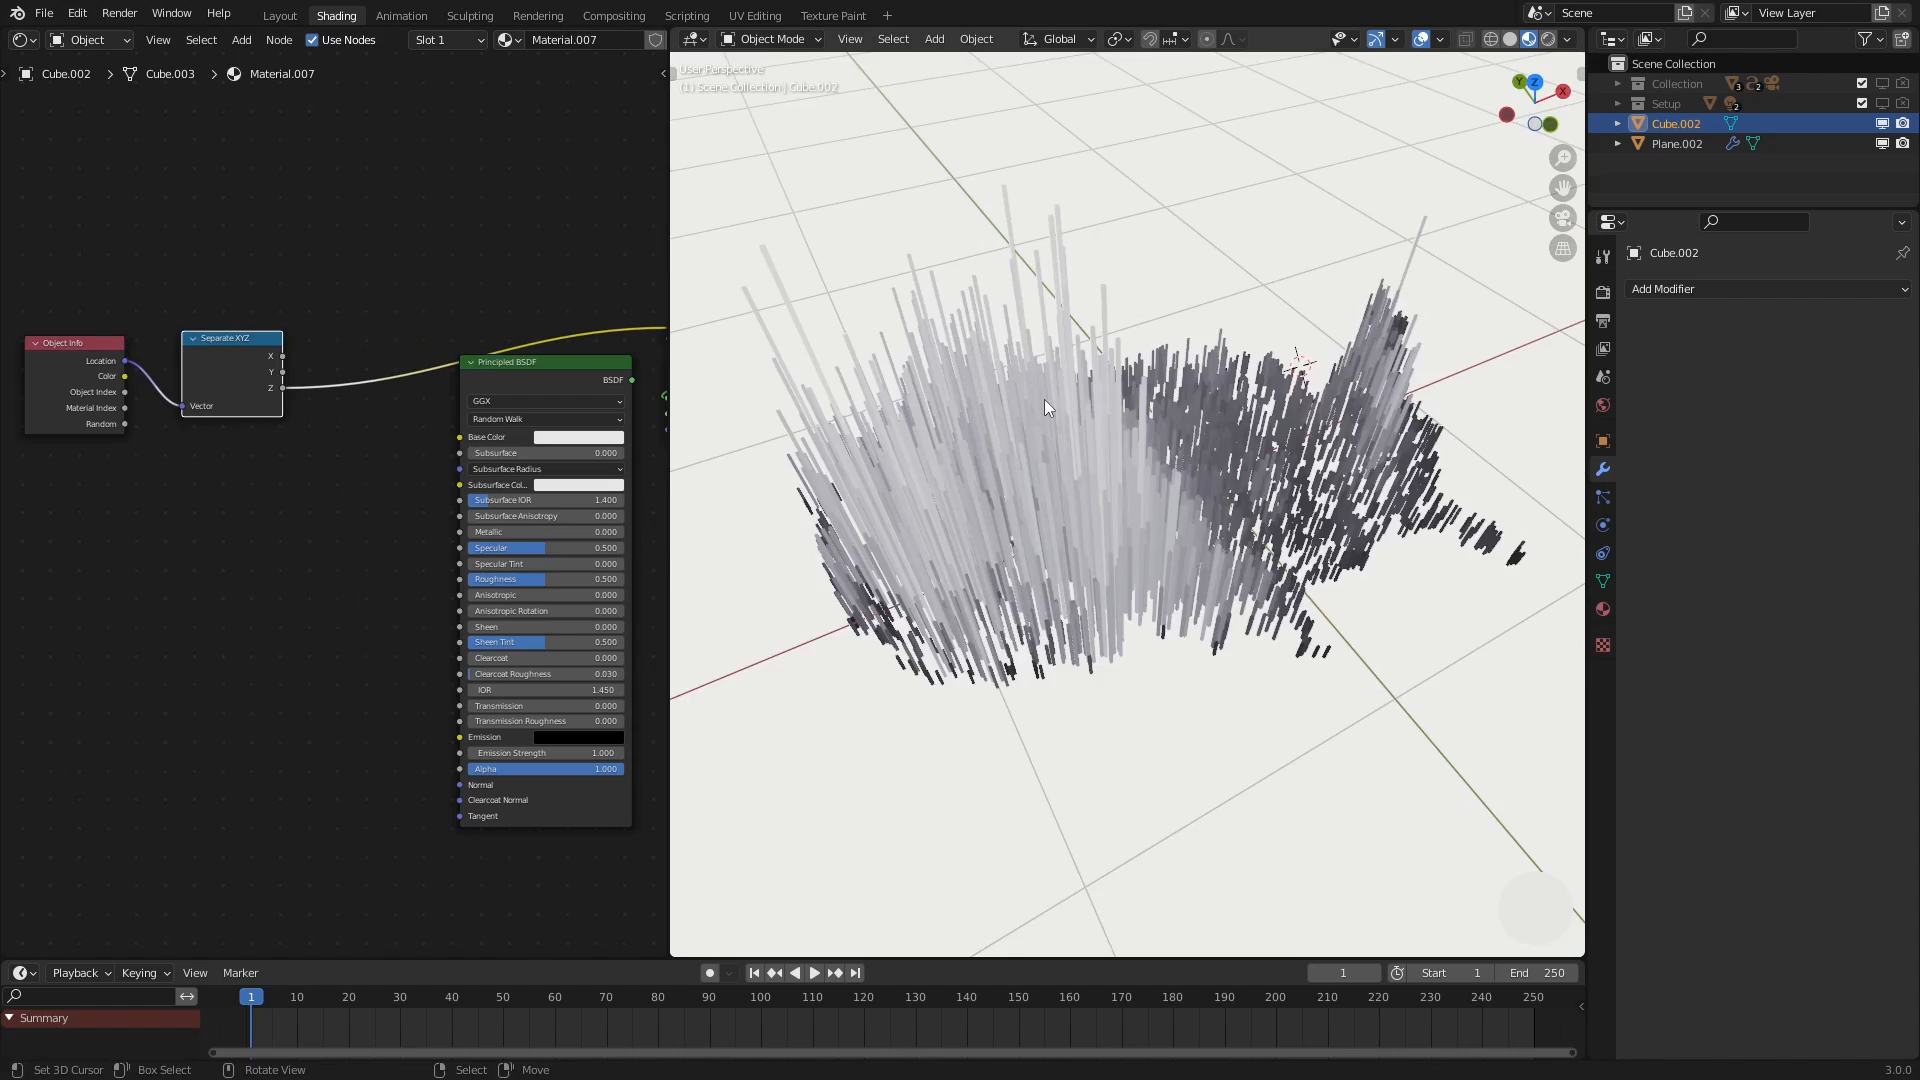 File Edit Render Window Help
Layout Shading Animation Sculpting Rendering Compositing Scripting UV Editing Texture Paint +
Scene
View Layer
Object View Select Add Node Use Nodes Slot 1 Material.007
Object Mode View Select Add Object Global
Cube.002 > Cube.003 > Material.007
User Perspective
(1) Scene Collection | Cube.002
Y Z X
Scene Collection
Collection 3 2
Setup 2
Cube.002
Plane.002
Cube.002
Add Modifier
Object Info
Location
Color
Object Index
Material Index
Random
Separate XYZ
X
Y
Z
Vector
Principled BSDF
BSDF
GGX
Random Walk
Base Color
Subsurface 0.000
Subsurface Radius
Subsurface Col...
Subsurface IOR 1.400
Subsurface Anisotropy 0.000
Metallic 0.000
Specular 0.500
Specular Tint 0.000
Roughness 0.500
Anisotropic 0.000
Anisotropic Rotation 0.000
Sheen 0.000
Sheen Tint 0.500
Clearcoat 0.000
Clearcoat Roughness 0.030
IOR 1.450
Transmission 0.000
Transmission Roughness 0.000
Emission
Emission Strength 1.000
Alpha 1.000
Normal
Clearcoat Normal
Tangent
Playback Keying View Marker
1 Start 1 End 250
1 10 20 30 40 50 60 70 80 90 100 110 120 130 140 150 160 170 180 190 200 210 220 230 240 250
Summary
Set 3D Cursor Box Select Rotate View Select Move 3.0.0